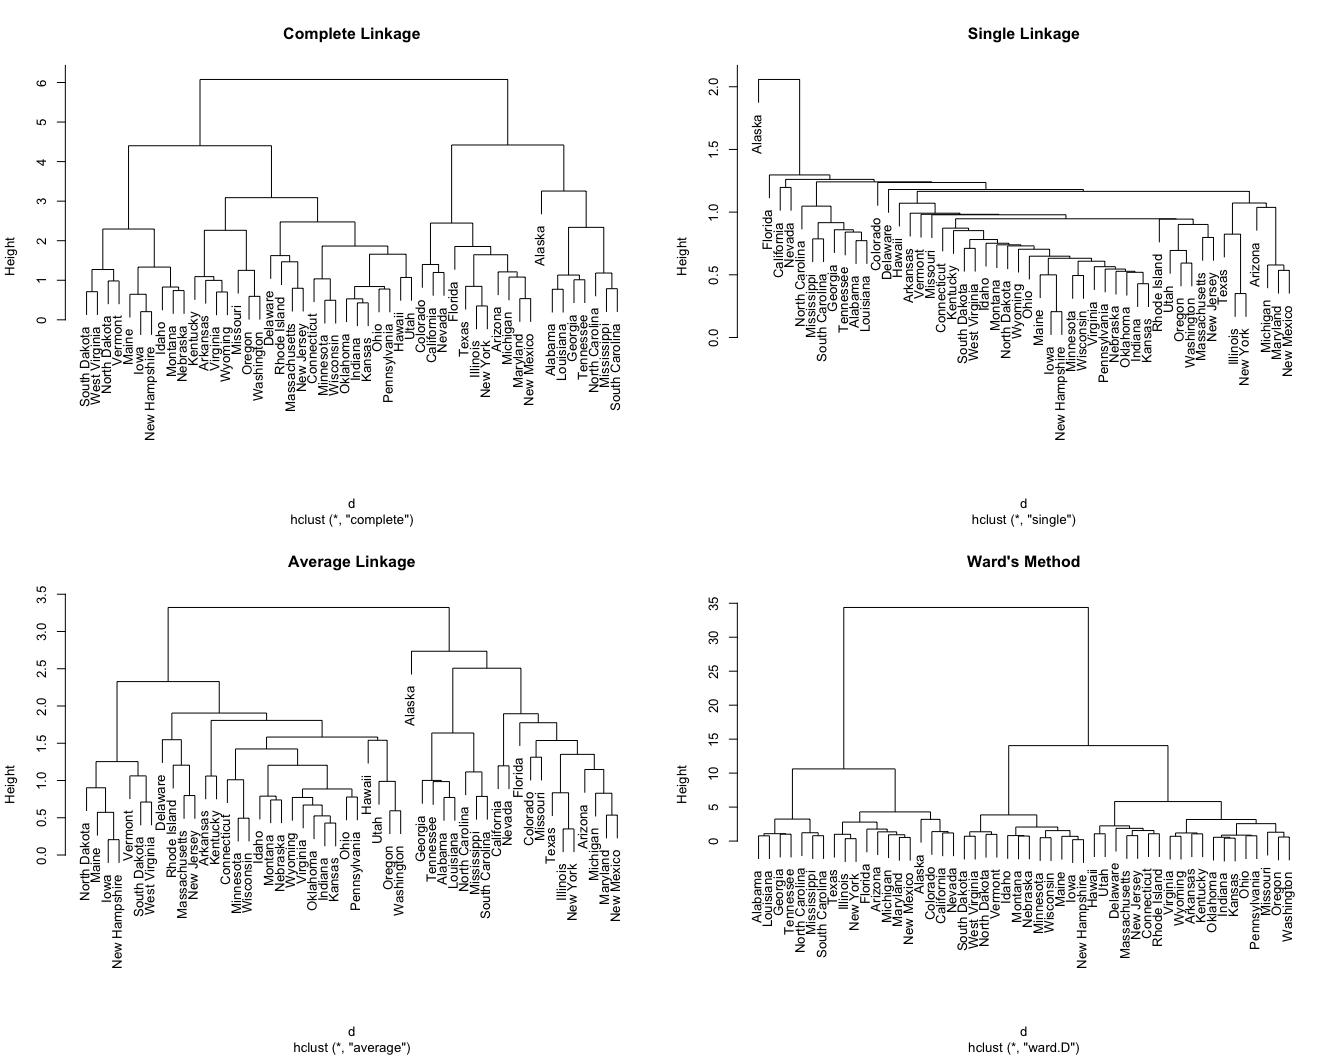 Complete Linkage
Height
0 1 2 3 4 5 6
South Dakota
West Virginia
North Dakota
Vermont
Maine
Iowa
New Hampshire
Idaho
Montana
Nebraska
Kentucky
Arkansas
Virginia
Wyoming
Missouri
Oregon
Washington
Delaware
Rhode Island
Massachusetts
New Jersey
Connecticut
Minnesota
Wisconsin
Oklahoma
Indiana
Kansas
Ohio
Pennsylvania
Hawaii
Utah
Colorado
California
Nevada
Florida
Texas
Illinois
New York
Arizona
Michigan
Maryland
New Mexico
Alaska
Alabama
Louisiana
Georgia
Tennessee
North Carolina
Mississippi
South Carolina
d
hclust (*, "complete")
Single Linkage
Height
0.0 0.5 1.0 1.5 2.0
Alaska
Florida
California
Nevada
North Carolina
Mississippi
South Carolina
Georgia
Tennessee
Alabama
Louisiana
Colorado
Delaware
Hawaii
Arkansas
Vermont
Missouri
Connecticut
Kentucky
South Dakota
West Virginia
Idaho
Montana
North Dakota
Wyoming
Ohio
Maine
Iowa
New Hampshire
Minnesota
Wisconsin
Virginia
Pennsylvania
Nebraska
Oklahoma
Indiana
Kansas
Rhode Island
Utah
Oregon
Washington
Massachusetts
New Jersey
Texas
Illinois
New York
Arizona
Michigan
Maryland
New Mexico
d
hclust (*, "single")
Average Linkage
Height
0.0 0.5 1.0 1.5 2.0 2.5 3.0 3.5
North Dakota
Maine
Iowa
New Hampshire
Vermont
South Dakota
West Virginia
Delaware
Rhode Island
Massachusetts
New Jersey
Arkansas
Kentucky
Connecticut
Minnesota
Wisconsin
Idaho
Montana
Nebraska
Wyoming
Virginia
Oklahoma
Indiana
Kansas
Ohio
Pennsylvania
Hawaii
Utah
Oregon
Washington
Alaska
Georgia
Tennessee
Alabama
Louisiana
North Carolina
Mississippi
South Carolina
California
Nevada
Florida
Colorado
Missouri
Texas
Illinois
New York
Arizona
Michigan
Maryland
New Mexico
d
hclust (*, "average")
Ward's Method
Height
0 5 10 15 20 25 30 35
Alabama
Louisiana
Georgia
Tennessee
North Carolina
Mississippi
South Carolina
Texas
Illinois
New York
Florida
Arizona
Michigan
Maryland
New Mexico
Alaska
Colorado
California
Nevada
South Dakota
West Virginia
North Dakota
Vermont
Idaho
Montana
Nebraska
Minnesota
Wisconsin
Maine
Iowa
New Hampshire
Hawaii
Utah
Delaware
Massachusetts
New Jersey
Connecticut
Rhode Island
Virginia
Wyoming
Arkansas
Kentucky
Oklahoma
Indiana
Kansas
Ohio
Pennsylvania
Missouri
Oregon
Washington
d
hclust (*, "ward.D")